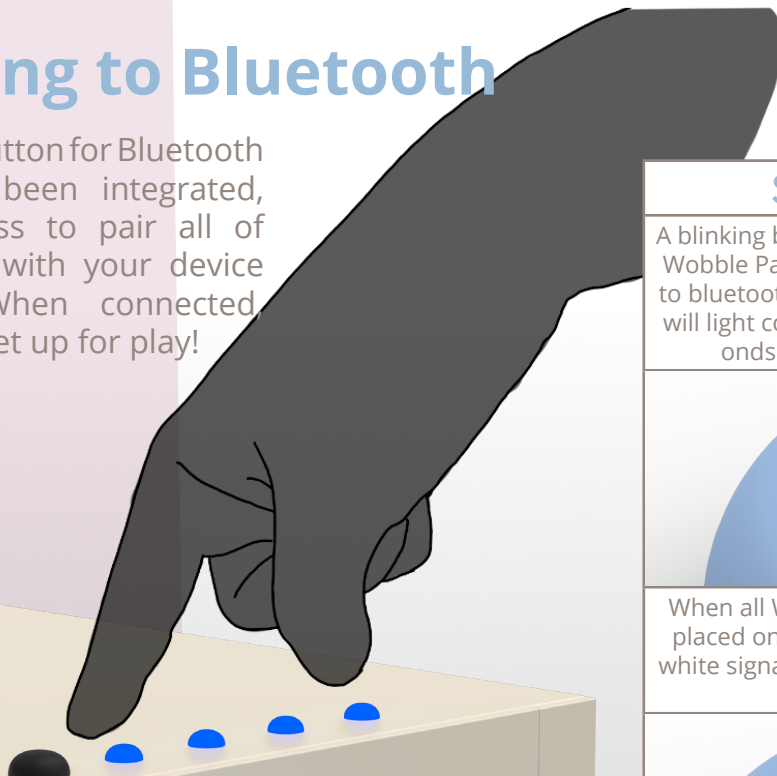 ng to Bluetooth
utton for Bluetooth
been integrated,
ss to pair all of
with your device
When connected,
et up for play!
S
A blinking b
Wobble Pa
to bluetoot
will light co
onds
When all W
placed on
white signa